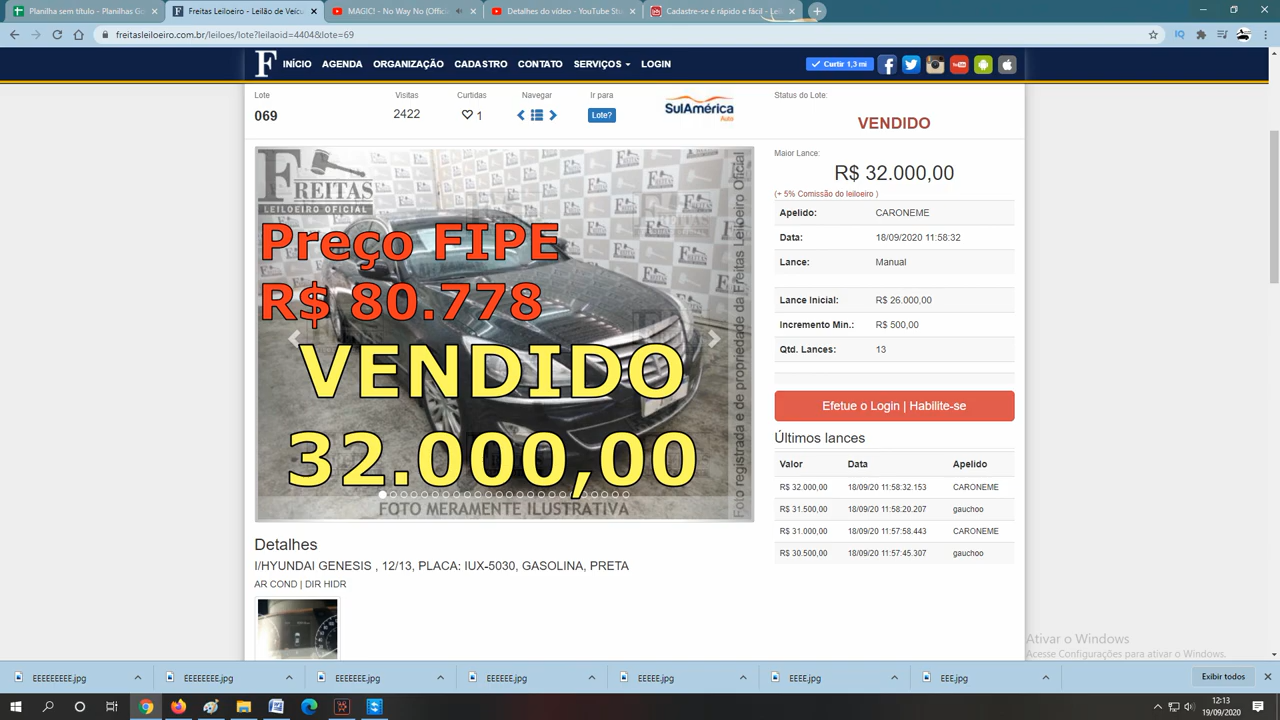 Planilha sem título - Planilhas Go
Freitas Leiloeiro - Leilão de Veícu
MAGIC! - No Way No (Offici
Detalhes do vídeo - YouTube Stu
Cadastre-se é rápido e fácil - Leilo
freitasleiloeiro.com.br/leiloes/lote?leilaoid=4404&lote=69
F INÍCIO AGENDA ORGANIZAÇÃO CADASTRO CONTATO SERVIÇOS LOGIN
Curtir 1,3 mi
Lote
069
Visitas
2422
Curtidas
1
Navegar
Ir para
Lote?
SulAmérica
Auto
Status do Lote:
VENDIDO
Maior Lance:
R$ 32.000,00
(+ 5% Comissão do leiloeiro )
Apelido: CARONEME
Data: 18/09/2020 11:58:32
Lance: Manual
Lance Inicial: R$ 26.000,00
Incremento Min.: R$ 500,00
Qtd. Lances: 13
Efetue o Login | Habilite-se
Últimos lances
Valor Data Apelido
R$ 32.000,00 18/09/20 11:58:32.153 CARONEME
R$ 31.500,00 18/09/20 11:58:20.207 gauchoo
R$ 31.000,00 18/09/20 11:57:58.443 CARONEME
R$ 30.500,00 18/09/20 11:57:45.307 gauchoo
FREITAS
LEILOEIRO OFICIAL
Preço FIPE
R$ 80.778
VENDIDO
32.000,00
FOTO MERAMENTE ILUSTRATIVA
Foto registrada e de propriedade da Freitas Leiloeiro Oficial
Detalhes
I/HYUNDAI GENESIS , 12/13, PLACA: IUX-5030, GASOLINA, PRETA
AR COND | DIR HIDR
Ativar o Windows
Acesse Configurações para ativar o Windows.
EEEEEEEEE.jpg
EEEEEEEE.jpg
EEEEEEE.jpg
EEEEEE.jpg
EEEEE.jpg
EEEE.jpg
EEE.jpg
Exibir todos
12:13
19/09/2020